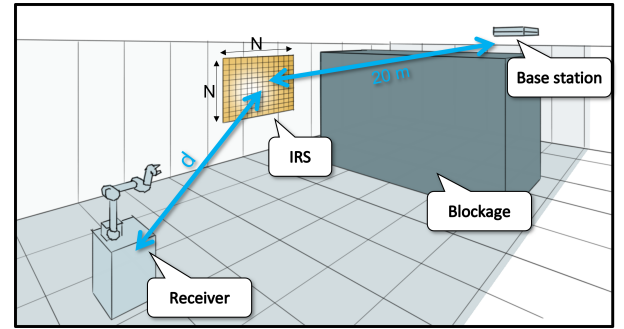 N
N
20 m
Base station
IRS
d
Blockage
Receiver